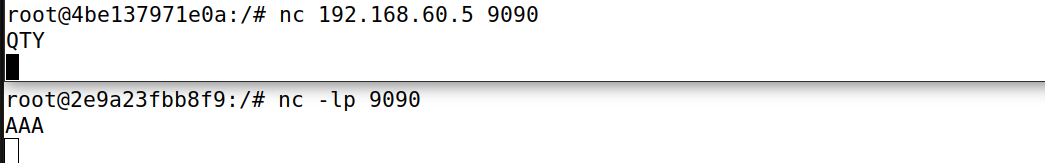 root@4be137971e0a:/# nc 192.168.60.5 9090
QTY
root@2e9a23fbb8f9:/# nc -lp 9090
AAA